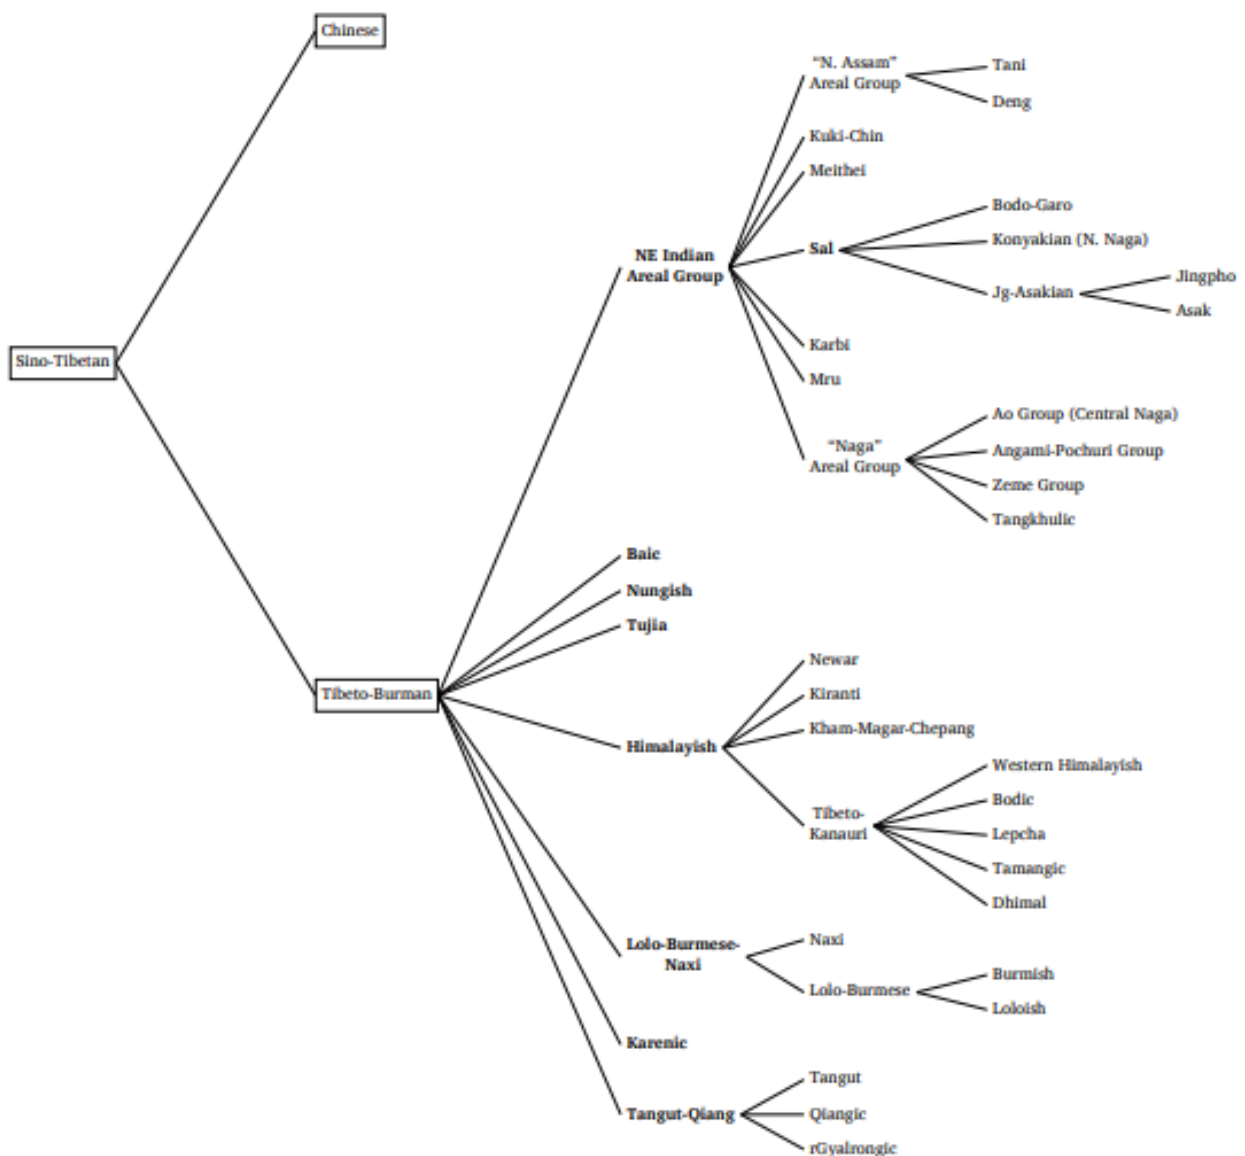 Chinese
“N. Assam”
Areal Group
Tani
Deng
Kuki-Chin
Meithei
Bodo-Garo
Sal
Konyakian (N. Naga)
NE Indian
Areal Group
Jg-Asakian
Jingpho
Asak
Karbi
Sino-Tibetan
Mru
Ao Group (Central Naga)
“Naga”
Areal Group
Angami-Pochuri Group
Zeme Group
Tangkhulic
Baic
Nungish
Tujia
Newar
Tibeto-Burman
Kiranti
Kham-Magar-Chepang
Himalayish
Western Himalayish
Bodic
Tibeto-
Kanauri
Lepcha
Tamangic
Dhimal
Lolo-Burmese-
Naxi
Naxi
Burmish
Lolo-Burmese
Loloish
Karenic
Tangut
Tangut-Qiang
Qiangic
rGyalrongic